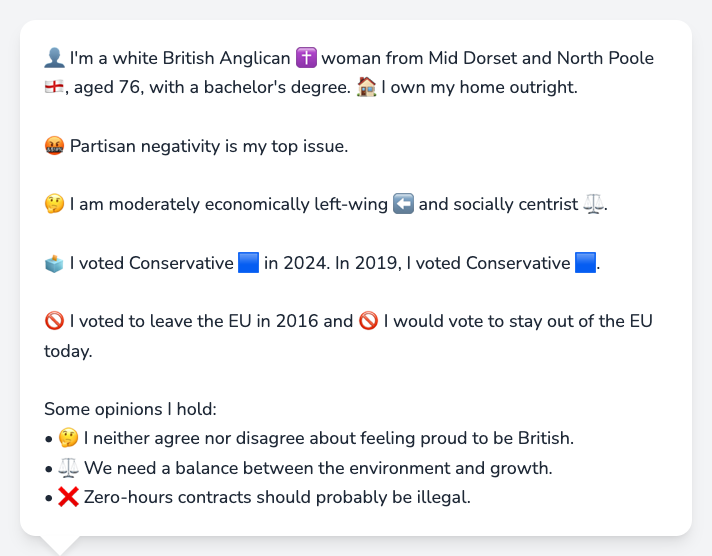 👤 I'm a white British Anglican ✝️ woman from Mid Dorset and North Poole
🏴󠁧󠁢󠁥󠁮󠁧󠁿, aged 76, with a bachelor's degree. 🏠 I own my home outright.
🤬 Partisan negativity is my top issue.
🤔 I am moderately economically left-wing ⬅️ and socially centrist ⚖️.
🗳️ I voted Conservative 🟦 in 2024. In 2019, I voted Conservative 🟦.
🚫 I voted to leave the EU in 2016 and 🚫 I would vote to stay out of the EU
today.
Some opinions I hold:
• 🤔 I neither agree nor disagree about feeling proud to be British.
• ⚖️ We need a balance between the environment and growth.
• ❌ Zero-hours contracts should probably be illegal.